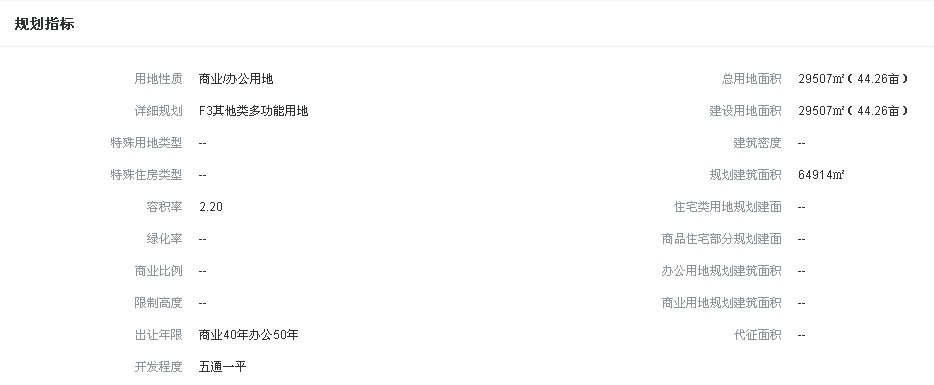 规划指标
用地性质 商业/办公用地 总用地面积 29507㎡( 44.26亩 )
详细规划 F3其他类多功能用地 建设用地面积 29507㎡( 44.26亩 )
特殊用地类型 -- 建筑密度 --
特殊住房类型 -- 规划建筑面积 64914㎡
容积率 2.20 住宅类用地规划建面 --
绿化率 -- 商品住宅部分规划建面 --
商业比例 -- 办公用地规划建筑面积 --
限制高度 -- 商业用地规划建筑面积 --
出让年限 商业40年办公50年 代征面积 --
开发程度 五通一平